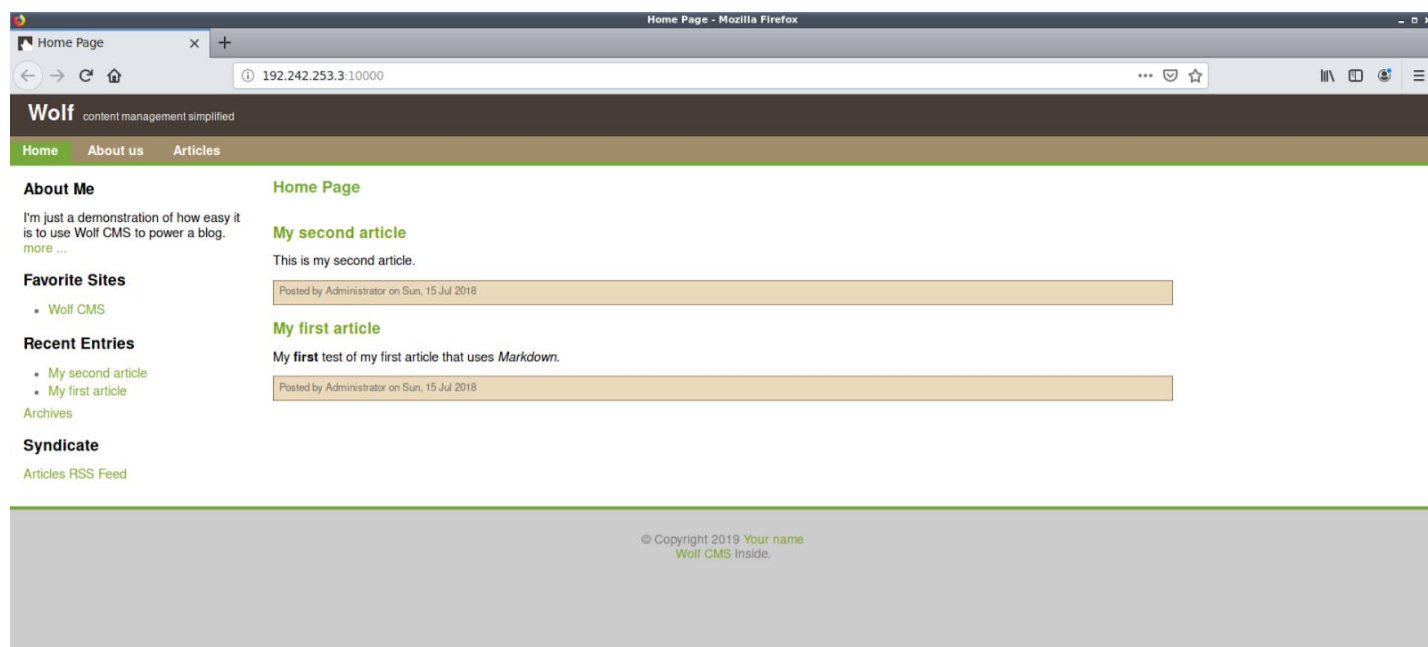 Home Page - Mozilla Firefox
Home Page
192.242.253.3:10000
Wolf content management simplified
Home About us Articles
About Me
I'm just a demonstration of how easy it
is to use Wolf CMS to power a blog.
more ...
Favorite Sites
Wolf CMS
Recent Entries
My second article
My first article
Archives
Syndicate
Articles RSS Feed
Home Page
My second article
This is my second article.
Posted by Administrator on Sun, 15 Jul 2018
My first article
My first test of my first article that uses Markdown.
Posted by Administrator on Sun, 15 Jul 2018
© Copyright 2019 Your name
Wolf CMS Inside.